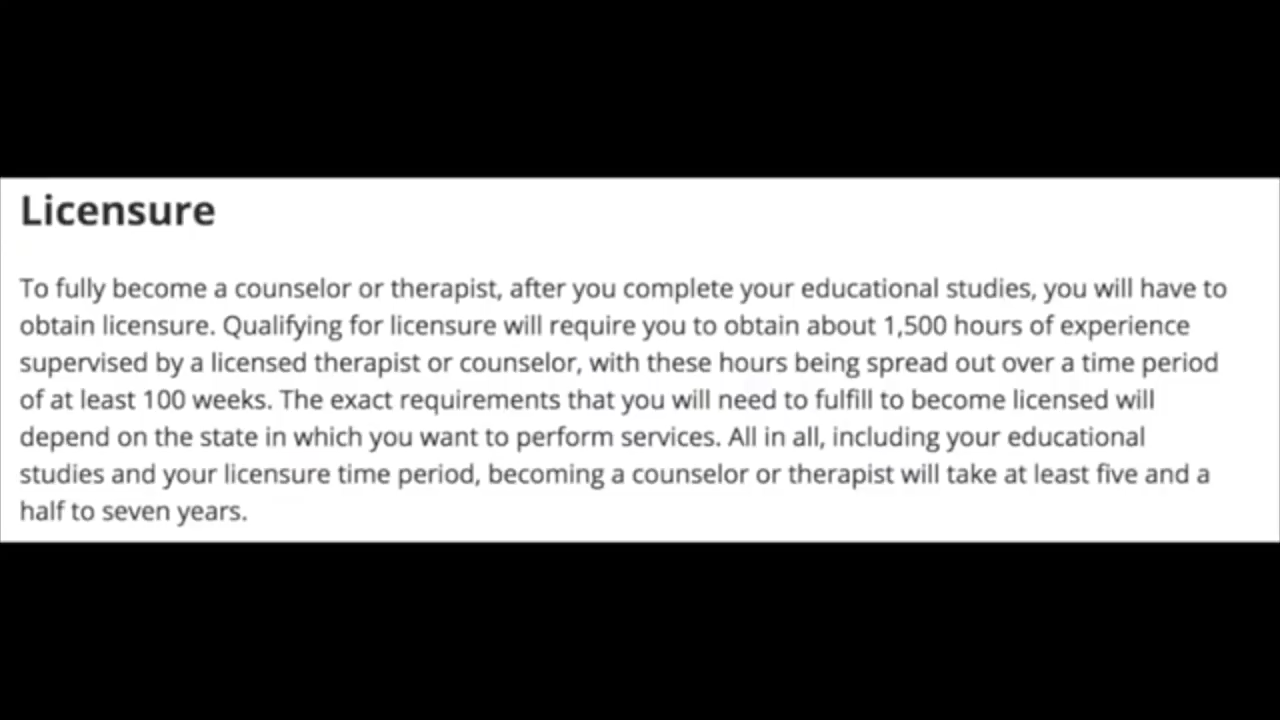 Licensure
To fully become a counselor or therapist, after you complete your educational studies, you will have to
obtain licensure. Qualifying for licensure will require you to obtain about 1,500 hours of experience
supervised by a licensed therapist or counselor, with these hours being spread out over a time period
of at least 100 weeks. The exact requirements that you will need to fulfill to become licensed will
depend on the state in which you want to perform services. All in all, including your educational
studies and your licensure time period, becoming a counselor or therapist will take at least five and a
half to seven years.